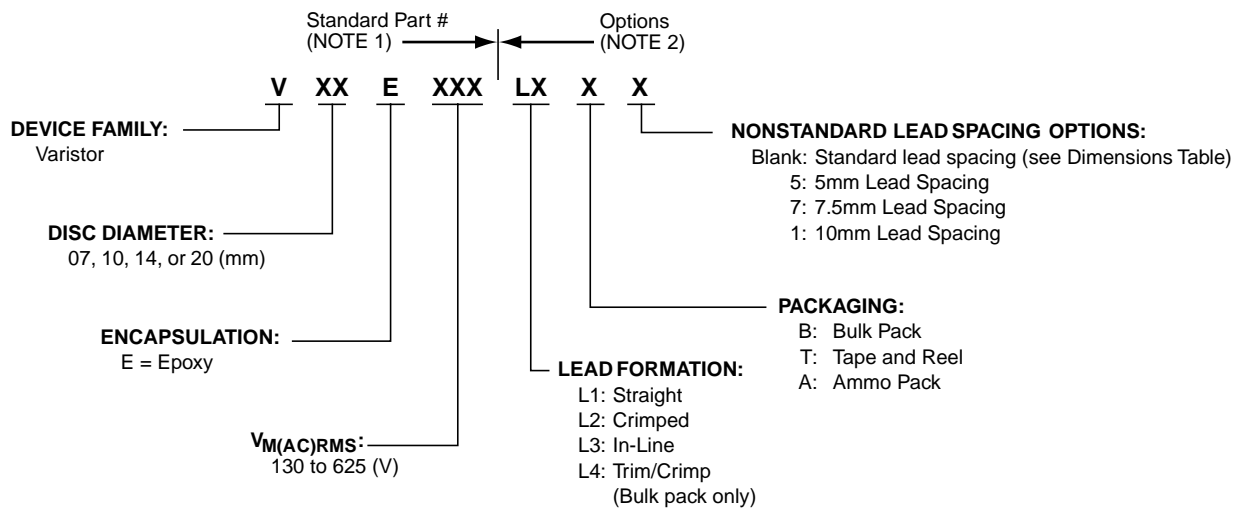 Standard Part #
(NOTE 1)
Options
(NOTE 2)
V XX E XXX LX X X
DEVICE FAMILY:
Varistor
DISC DIAMETER:
07, 10, 14, or 20 (mm)
ENCAPSULATION:
E = Epoxy
VM(AC)RMS:
130 to 625 (V)
LEAD FORMATION:
L1: Straight
L2: Crimped
L3: In-Line
L4: Trim/Crimp
(Bulk pack only)
PACKAGING:
B: Bulk Pack
T: Tape and Reel
A: Ammo Pack
NONSTANDARD LEAD SPACING OPTIONS:
Blank: Standard lead spacing (see Dimensions Table)
5: 5mm Lead Spacing
7: 7.5mm Lead Spacing
1: 10mm Lead Spacing